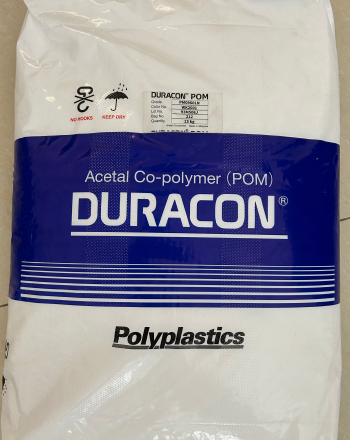 NO HOOKS
KEEP DRY
DURACON® POM
Grade.
Color No.
Lot No.
Bag No. 212
Quantity. 25 kg
Acetal Co-polymer (POM)
DURACON®
Polyplastics